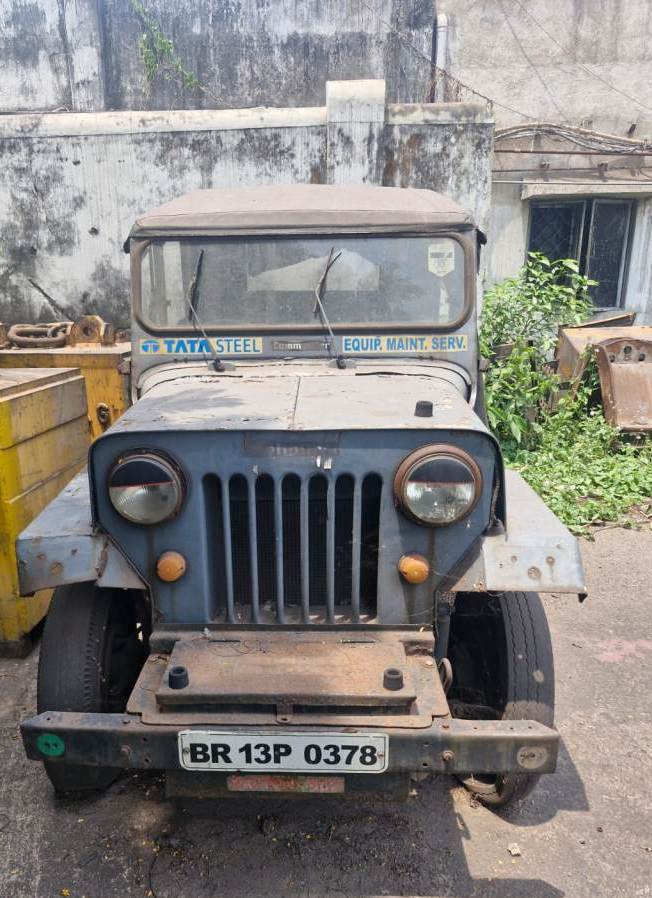 TATA STEEL
EQUIP. MAINT. SERV.
BR 13P 0378